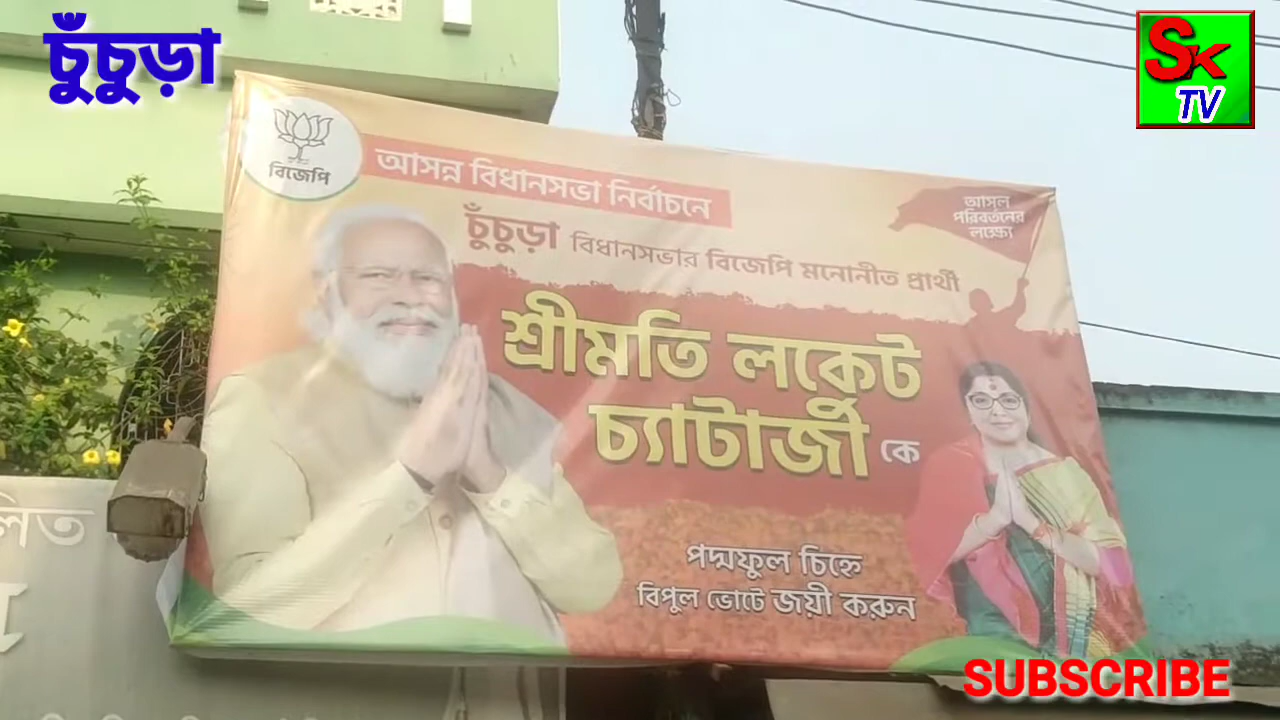 চুঁচুড়া
SK
TV
বিজেপি
আসন্ন বিধানসভা নির্বাচনে
চুঁচুড়া বিধানসভার বিজেপি মনোনীত প্রার্থী
আসল
পরিবর্তনের
লক্ষ্যে
শ্রীমতি লকেট
চ্যাটার্জী কে
পদ্মফুল চিহ্নে
বিপুল ভোটে জয়ী করুন
SUBSCRIBE